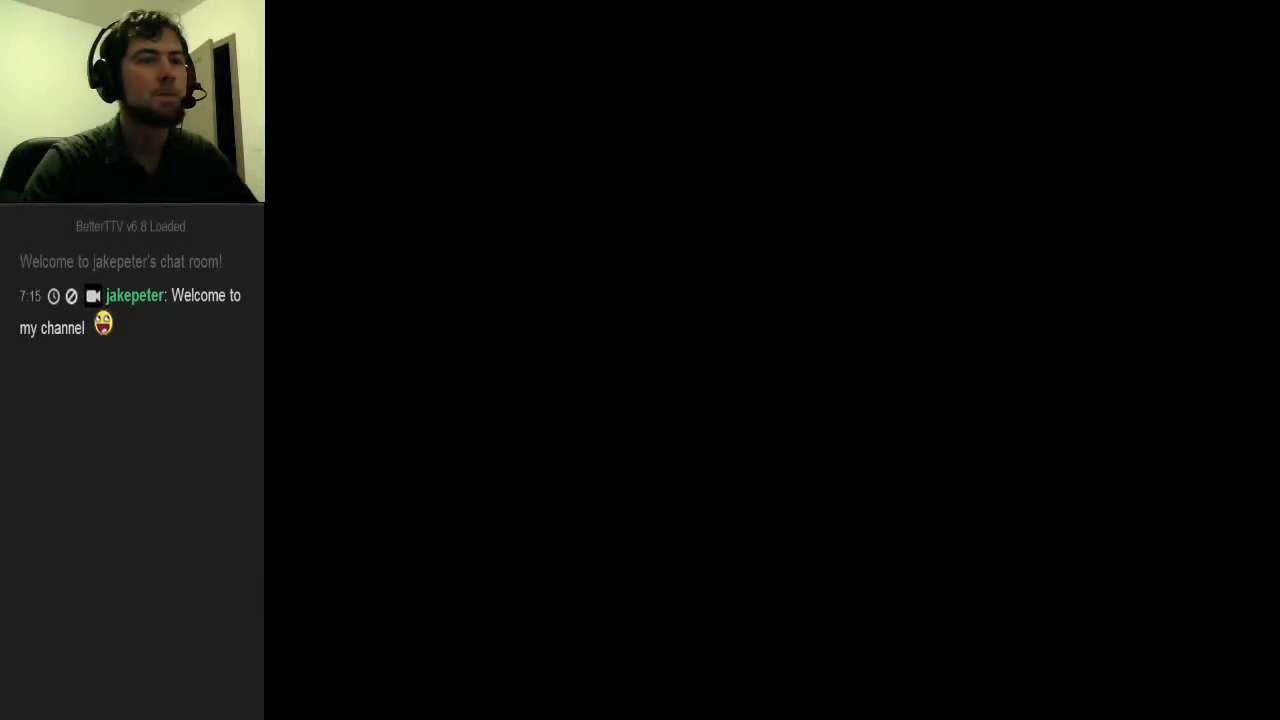 BetterTTV v6.8 Loaded.
Welcome to jakepeter's chat room!
7:15 jakepeter: Welcome to
my channel